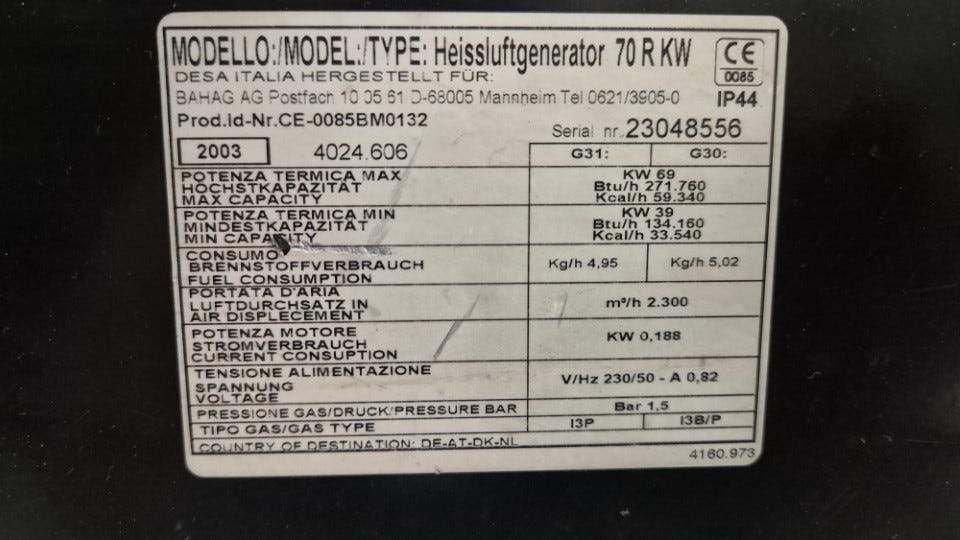 MODELLO:/MODEL:/TYPE: Heissluftgenerator 70 R KW
CE
0085
DESA ITALIA HERGESTELLT FÜR:
BAHAG AG Postfach 10 05 61 D-68005 Mannheim Tel 0621/3905-0
IP44
Prod.Id-Nr.CE-0085BM0132
Serial nr. 23048556
2003 4024.606
G31: G30:
POTENZA TERMICA MAX
HÖCHSTKAPAZITÄT
MAX CAPACITY
KW 69
Btu/h 271.760
Kcal/h 59.340
POTENZA TERMICA MIN
MINDESTKAPAZITÄT
MIN CAPACITY
KW 39
Btu/h 134.160
Kcal/h 33.540
CONSUMO
BRENNSTOFFVERBRAUCH
FUEL CONSUMPTION
Kg/h 4,95 Kg/h 5,02
PORTATA D'ARIA
LUFTDURCHSATZ IN
AIR DISPLECEMENT
m³/h 2.300
POTENZA MOTORE
STROMVERBRAUCH
CURRENT CONSUPTION
KW 0,188
TENSIONE ALIMENTAZIONE
SPANNUNG
VOLTAGE
V/Hz 230/50 - A 0,82
PRESSIONE GAS/DRUCK/PRESSURE BAR Bar 1,5
TIPO GAS/GAS TYPE I3P I3B/P
COUNTRY OF DESTINATION: DE-AT-DK-NL
4160.973